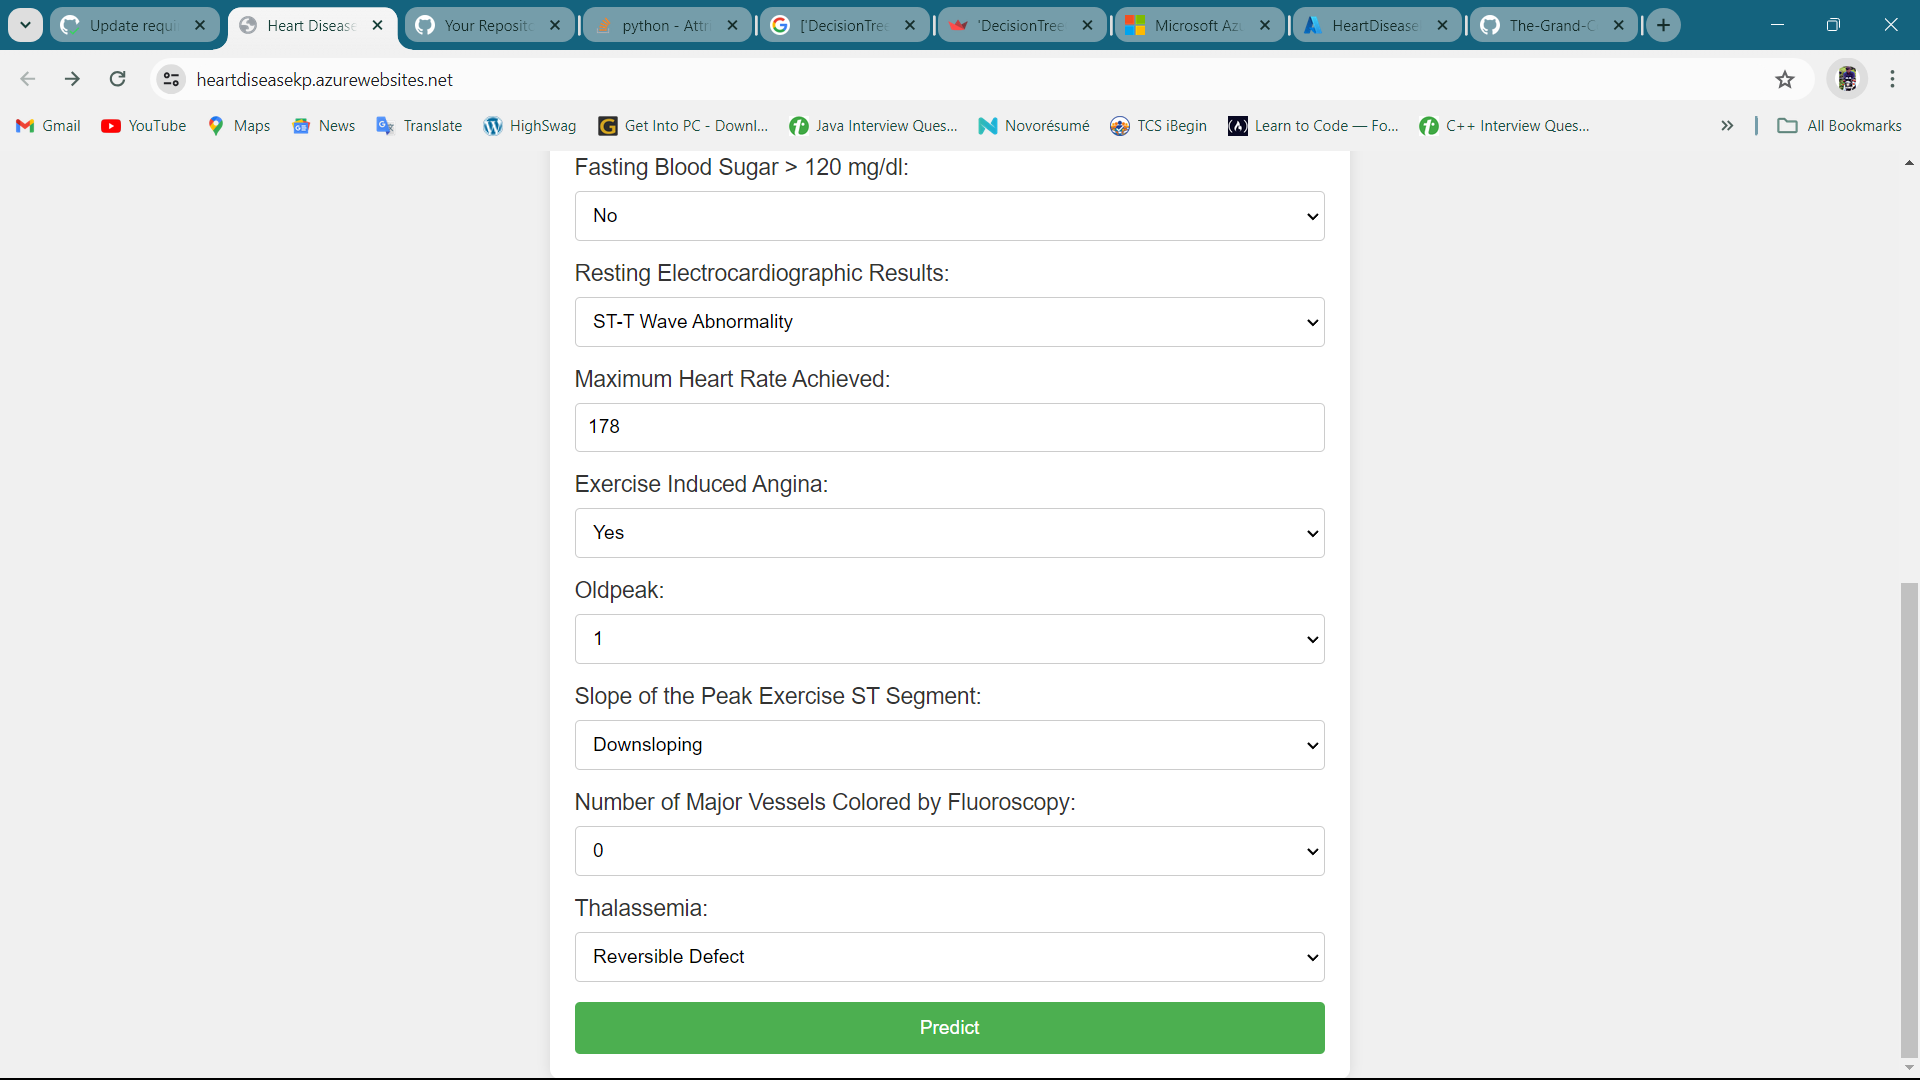 Update requi
Heart Disease
Your Reposito
python - Attri
['DecisionTree
'DecisionTree
Microsoft Azu
HeartDisease
The-Grand-C
heartdiseasekp.azurewebsites.net
Gmail
YouTube
Maps
News
Translate
HighSwag
Get Into PC - Downl...
Java Interview Ques...
Novorésumé
TCS iBegin
Learn to Code — Fo...
C++ Interview Ques...
All Bookmarks
Fasting Blood Sugar > 120 mg/dl:
No
Resting Electrocardiographic Results:
ST-T Wave Abnormality
Maximum Heart Rate Achieved:
178
Exercise Induced Angina:
Yes
Oldpeak:
1
Slope of the Peak Exercise ST Segment:
Downsloping
Number of Major Vessels Colored by Fluoroscopy:
0
Thalassemia:
Reversible Defect
Predict